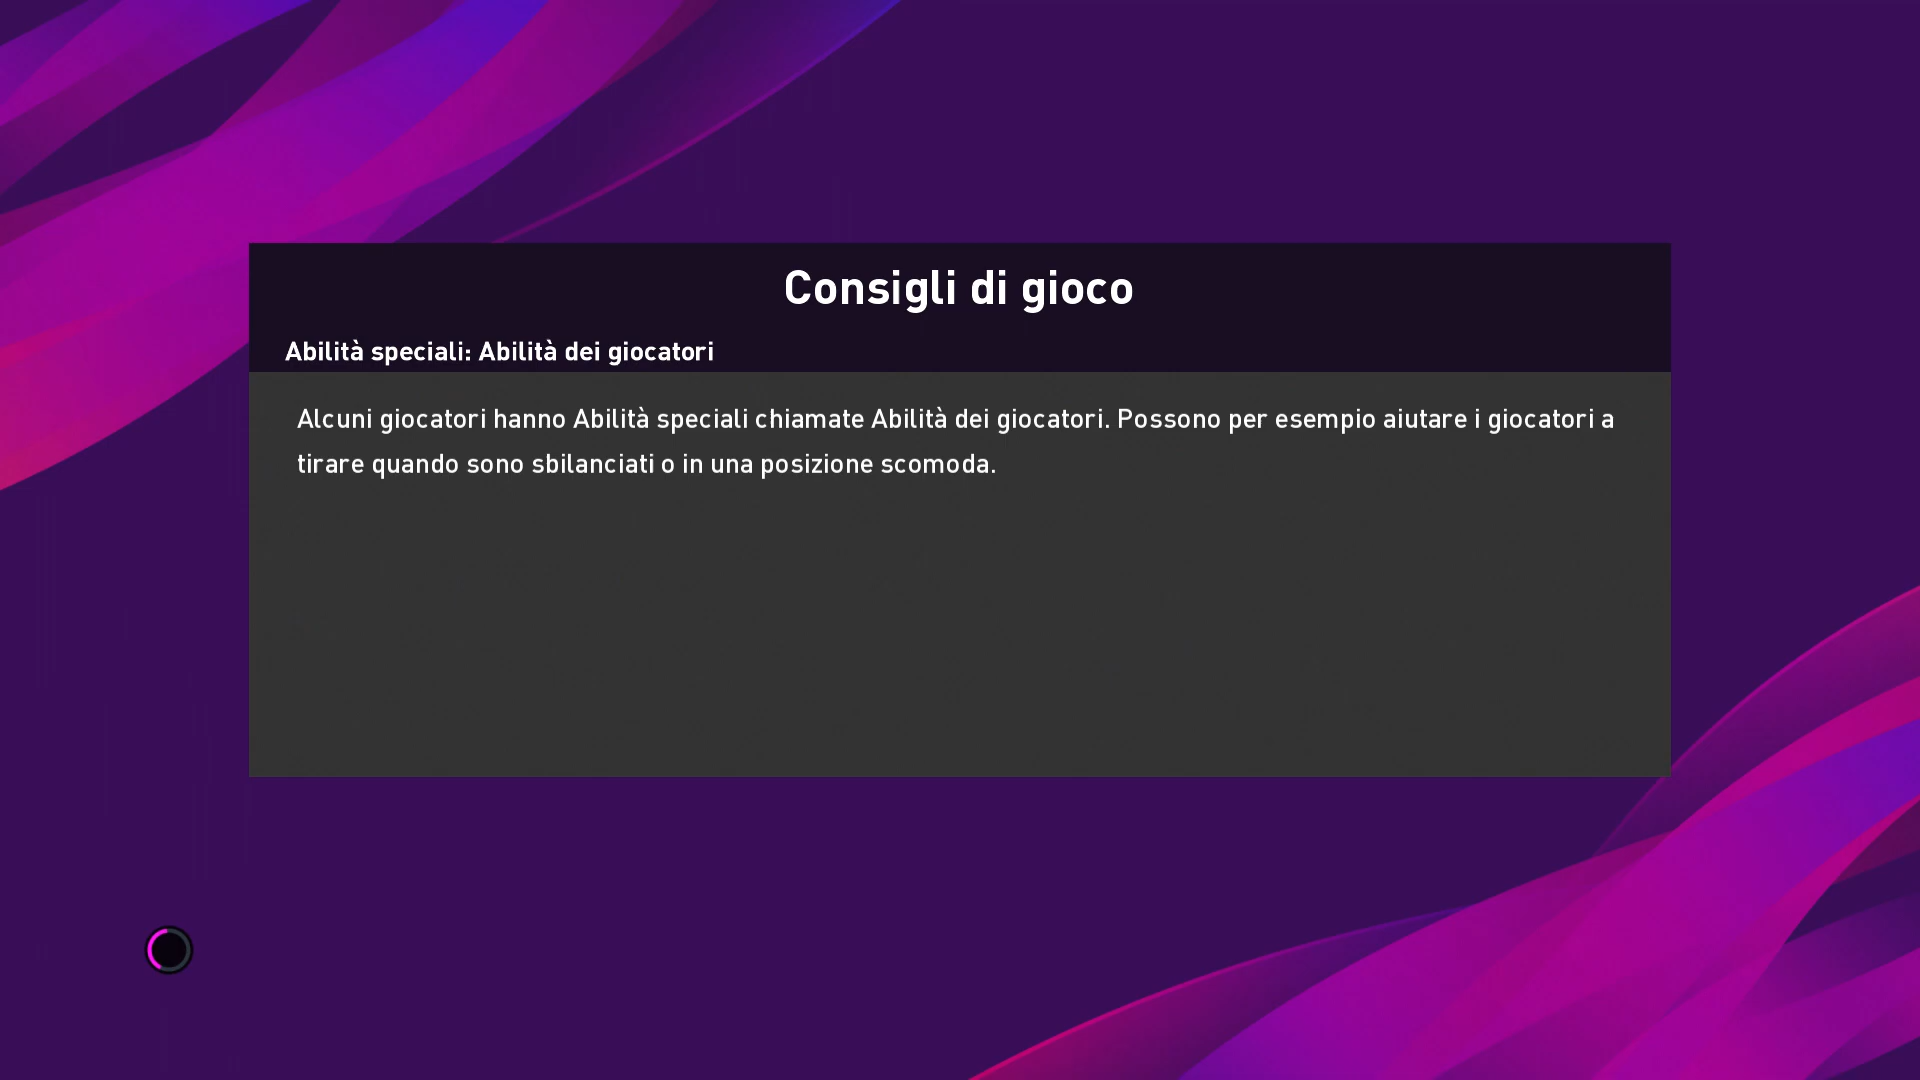 Consigli di gioco
Abilità speciali: Abilità dei giocatori
Alcuni giocatori hanno Abilità speciali chiamate Abilità dei giocatori. Possono per esempio aiutare i giocatori a
tirare quando sono sbilanciati o in una posizione scomoda.